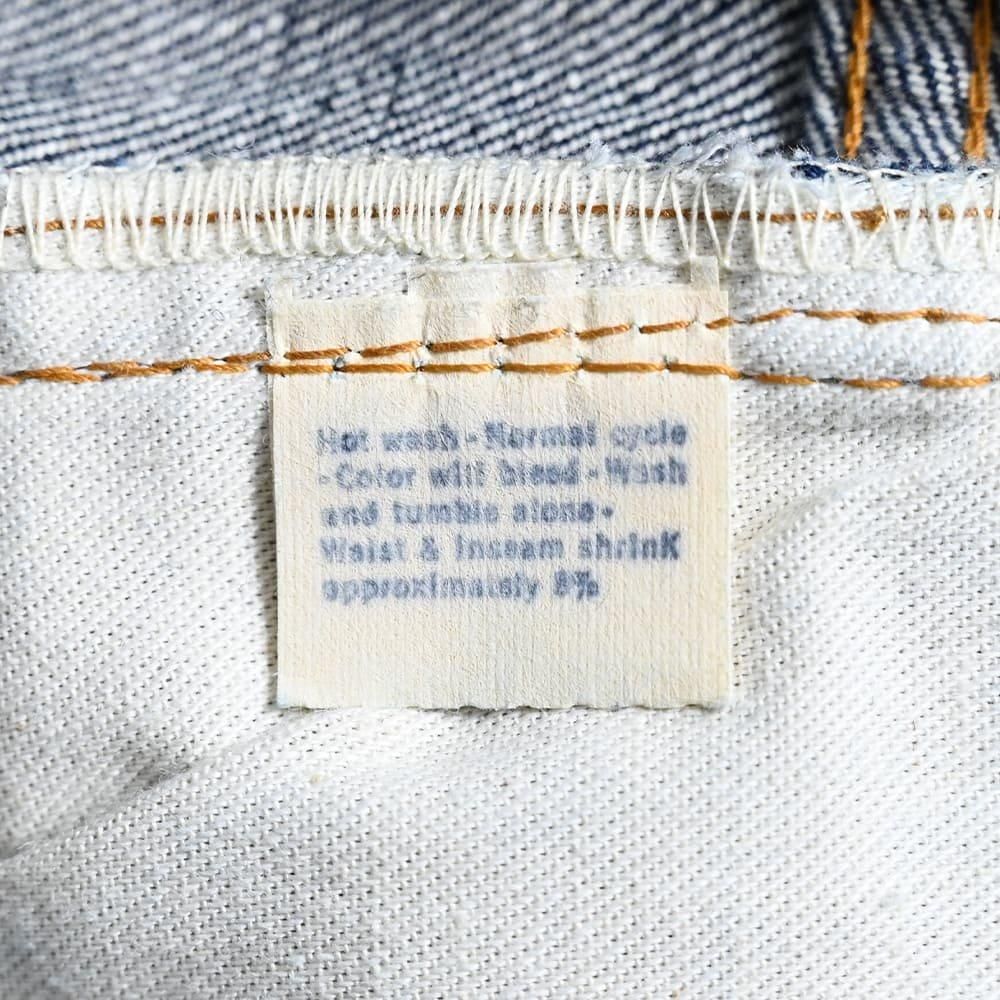 Hot wash-Normal cycle
-Color will bleed-Wash
and tumble alone-
Waist & Inseam shrinK
approximately 8%